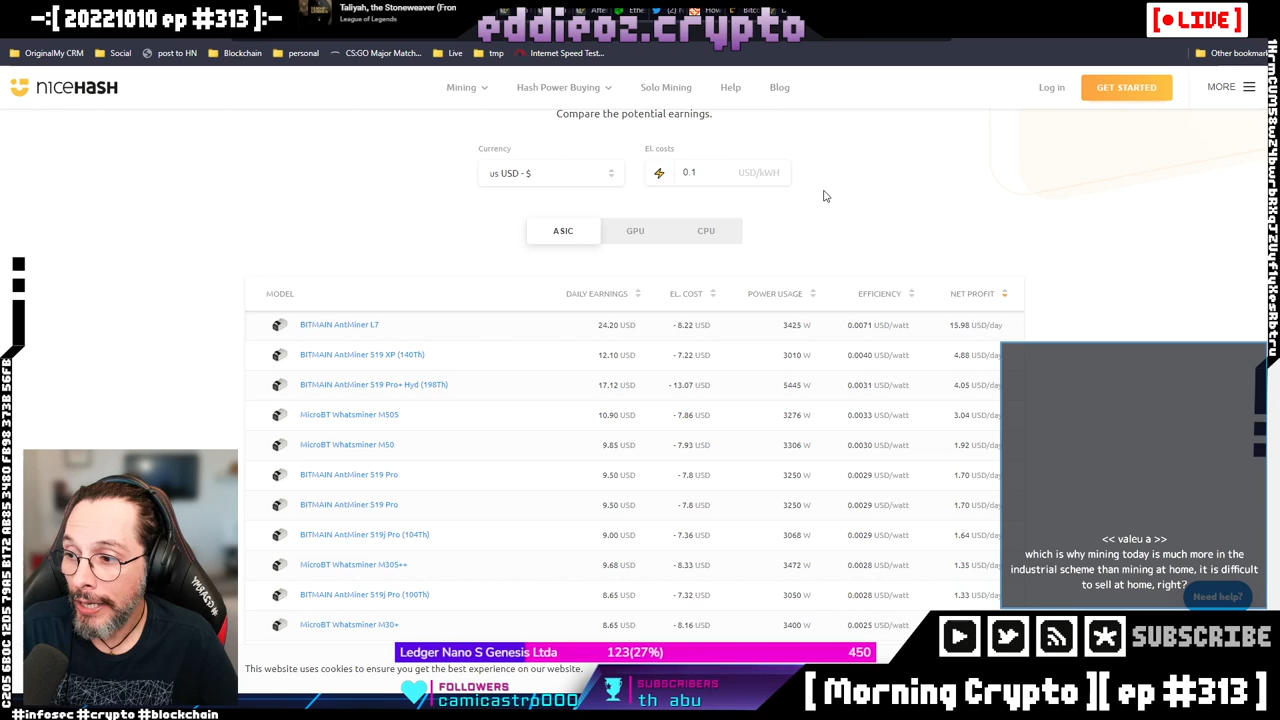 -:[ 20221010 ep #313 ]:-
Taliyah, the Stoneweaver (Fron
eddieoz.crypto
[ ● LIVE ]
OriginalMy CRM
Social
post to HN
Blockchain
personal
CS:GO Major Match...
Live
tmp
Internet Speed Test...
Other bookmar
NICEHASH
Mining
Hash Power Buying
Solo Mining
Help
Blog
Log in
GET STARTED
MORE
Compare the potential earnings.
Currency
El. costs
us USD - $
0.1 USD/kWH
ASIC
GPU
CPU
MODEL DAILY EARNINGS EL. COST POWER USAGE EFFICIENCY NET PROFIT
BITMAIN AntMiner L7 24.20 USD - 8.22 USD 3425 W 0.0071 USD/watt 15.98 USD/day
BITMAIN AntMiner S19 XP (140Th) 12.10 USD - 7.22 USD 3010 W 0.0040 USD/watt 4.88 USD/day
BITMAIN AntMiner S19 Pro+ Hyd (198Th) 17.12 USD - 13.07 USD 5445 W 0.0031 USD/watt 4.05 USD/day
MicroBT Whatsminer M50S 10.90 USD - 7.86 USD 3276 W 0.0033 USD/watt 3.04 USD/day
MicroBT Whatsminer M50 9.85 USD - 7.93 USD 3306 W 0.0030 USD/watt 1.92 USD/day
BITMAIN AntMiner S19 Pro 9.50 USD - 7.8 USD 3250 W 0.0029 USD/watt 1.70 USD/day
BITMAIN AntMiner S19 Pro 9.50 USD - 7.8 USD 3250 W 0.0029 USD/watt 1.70 USD/day
BITMAIN AntMiner S19j Pro (104Th) 9.00 USD - 7.36 USD 3068 W 0.0029 USD/watt 1.64 USD/day
MicroBT Whatsminer M30S++ 9.68 USD - 8.33 USD 3472 W 0.0028 USD/watt 1.35 USD/day
BITMAIN AntMiner S19j Pro (100Th) 8.65 USD - 7.32 USD 3050 W 0.0028 USD/watt 1.33 USD/day
MicroBT Whatsminer M30+ 8.65 USD - 8.16 USD 3400 W 0.0025 USD/watt
<< valeu a >>
which is why mining today is much more in the
industrial scheme than mining at home, it is difficult
to sell at home, right?
Need help?
Ledger Nano S Genesis Ltda 123(27%) 450
This website uses cookies to ensure you get the best experience on our website.
SUBSCRIBE
FOLLOWERS
camicastrp000
SUBSCRIBERS
th_abu
[ Morning Crypto ][ ep #313 ]
#infosec #crypto #blockchain